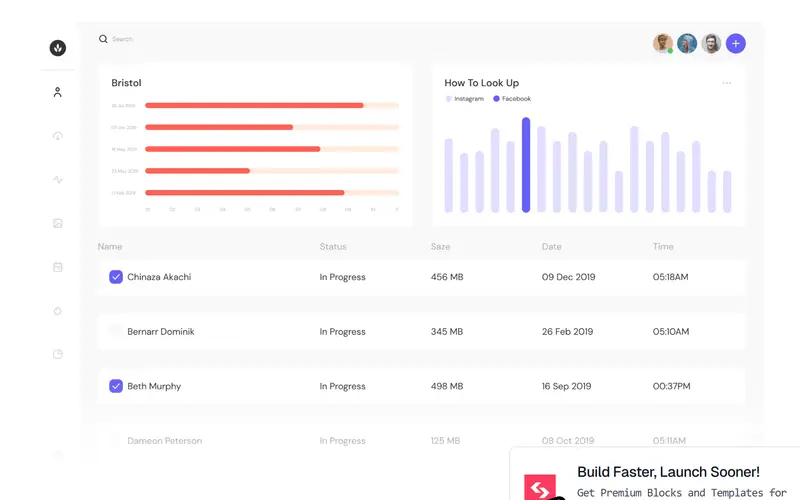 Search
Bristol
How To Look Up
Instagram Facebook
Name Status Saze Date Time
Chinaza Akachi In Progress 456 MB 09 Dec 2019 05:18AM
Bernarr Dominik In Progress 345 MB 26 Feb 2019 05:10AM
Beth Murphy In Progress 498 MB 16 Sep 2019 00:37PM
Dameon Peterson In Progress 125 MB 08 Oct 2019 05:11AM
Build Faster, Launch Sooner!
Get Premium Blocks and Templates for